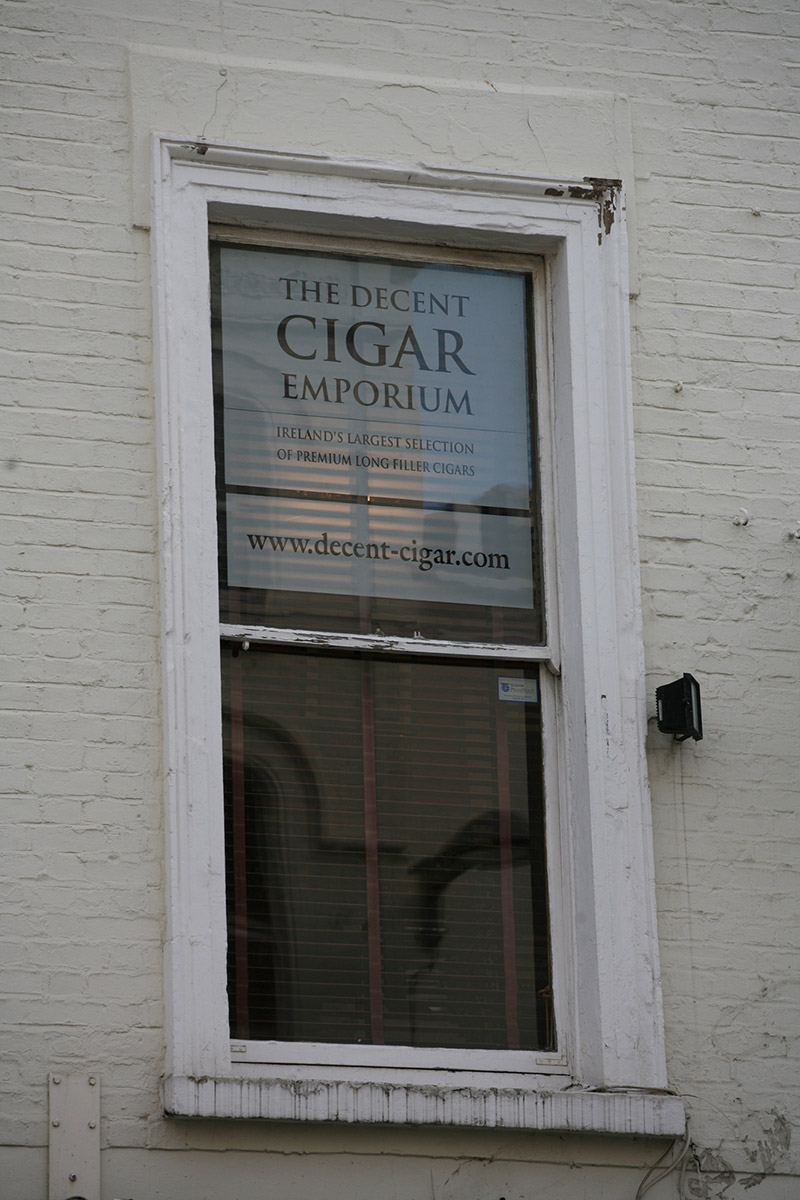 THE DECENT
CIGAR
EMPORIUM
IRELAND'S LARGEST SELECTION
OF PREMIUM LONG FILLER CIGARS
www.decent-cigar.com